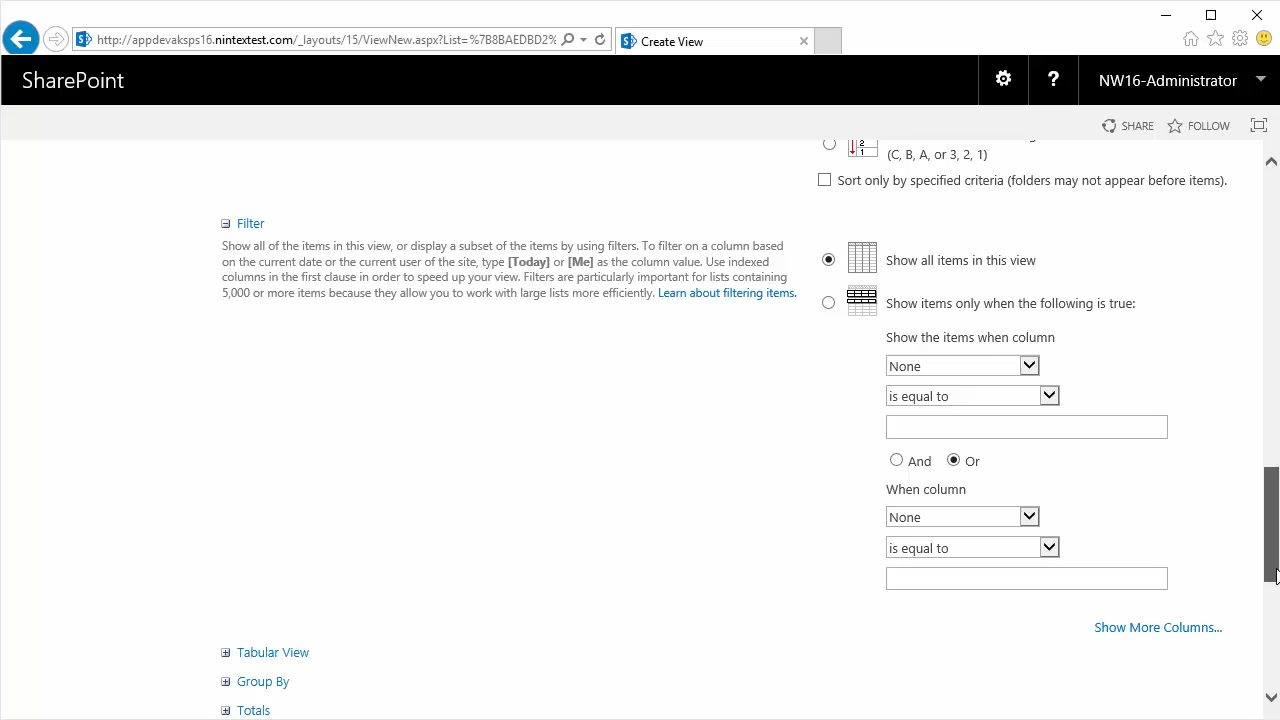 http://appdevaksps16.nintextest.com/_layouts/15/ViewNew.aspx?List=%7B8BAEDBD2%
Create View
SharePoint
?
NW16-Administrator
SHARE
FOLLOW
(C, B, A, or 3, 2, 1)
Sort only by specified criteria (folders may not appear before items).
Filter
Show all of the items in this view, or display a subset of the items by using filters. To filter on a column based
on the current date or the current user of the site, type [Today] or [Me] as the column value. Use indexed
columns in the first clause in order to speed up your view. Filters are particularly important for lists containing
5,000 or more items because they allow you to work with large lists more efficiently. Learn about filtering items.
Show all items in this view
Show items only when the following is true:
Show the items when column
None
is equal to
And Or
When column
None
is equal to
Show More Columns...
Tabular View
Group By
Totals